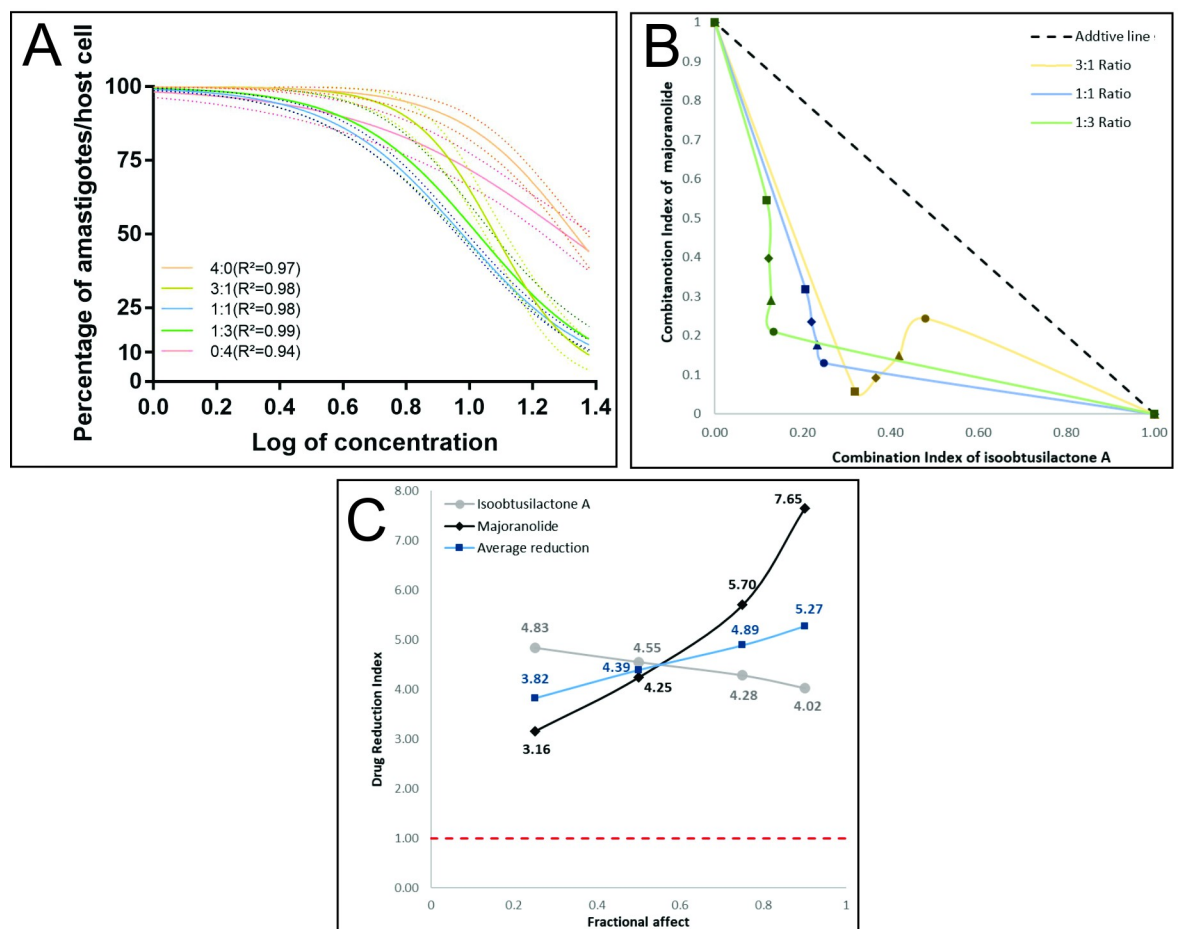 A
Percentage of amastigotes/host cell
100
75
50
25
10
0
4:0(R²=0.97)
3:1(R²=0.98)
1:1(R²=0.98)
1:3(R²=0.99)
0:4(R²=0.94)
0.0 0.2 0.4 0.6 0.8 1.0 1.2 1.4
Log of concentration
B
Combitanotion Index of majoranolide
1
0.9
0.8
0.7
0.6
0.5
0.4
0.3
0.2
0.1
0
Addtive line
3:1 Ratio
1:1 Ratio
1:3 Ratio
0.00 0.20 0.40 0.60 0.80 1.00
Combination Index of isoobtusilactone A
C
Drug Reduction Index
8.00
7.00
6.00
5.00
4.00
3.00
2.00
1.00
0.00
Isoobtusilactone A
Majoranolide
Average reduction
7.65
5.70
5.27
4.83
4.89
4.55
4.39
4.25
4.28
4.02
3.82
3.16
0 0.2 0.4 0.6 0.8 1
Fractional affect